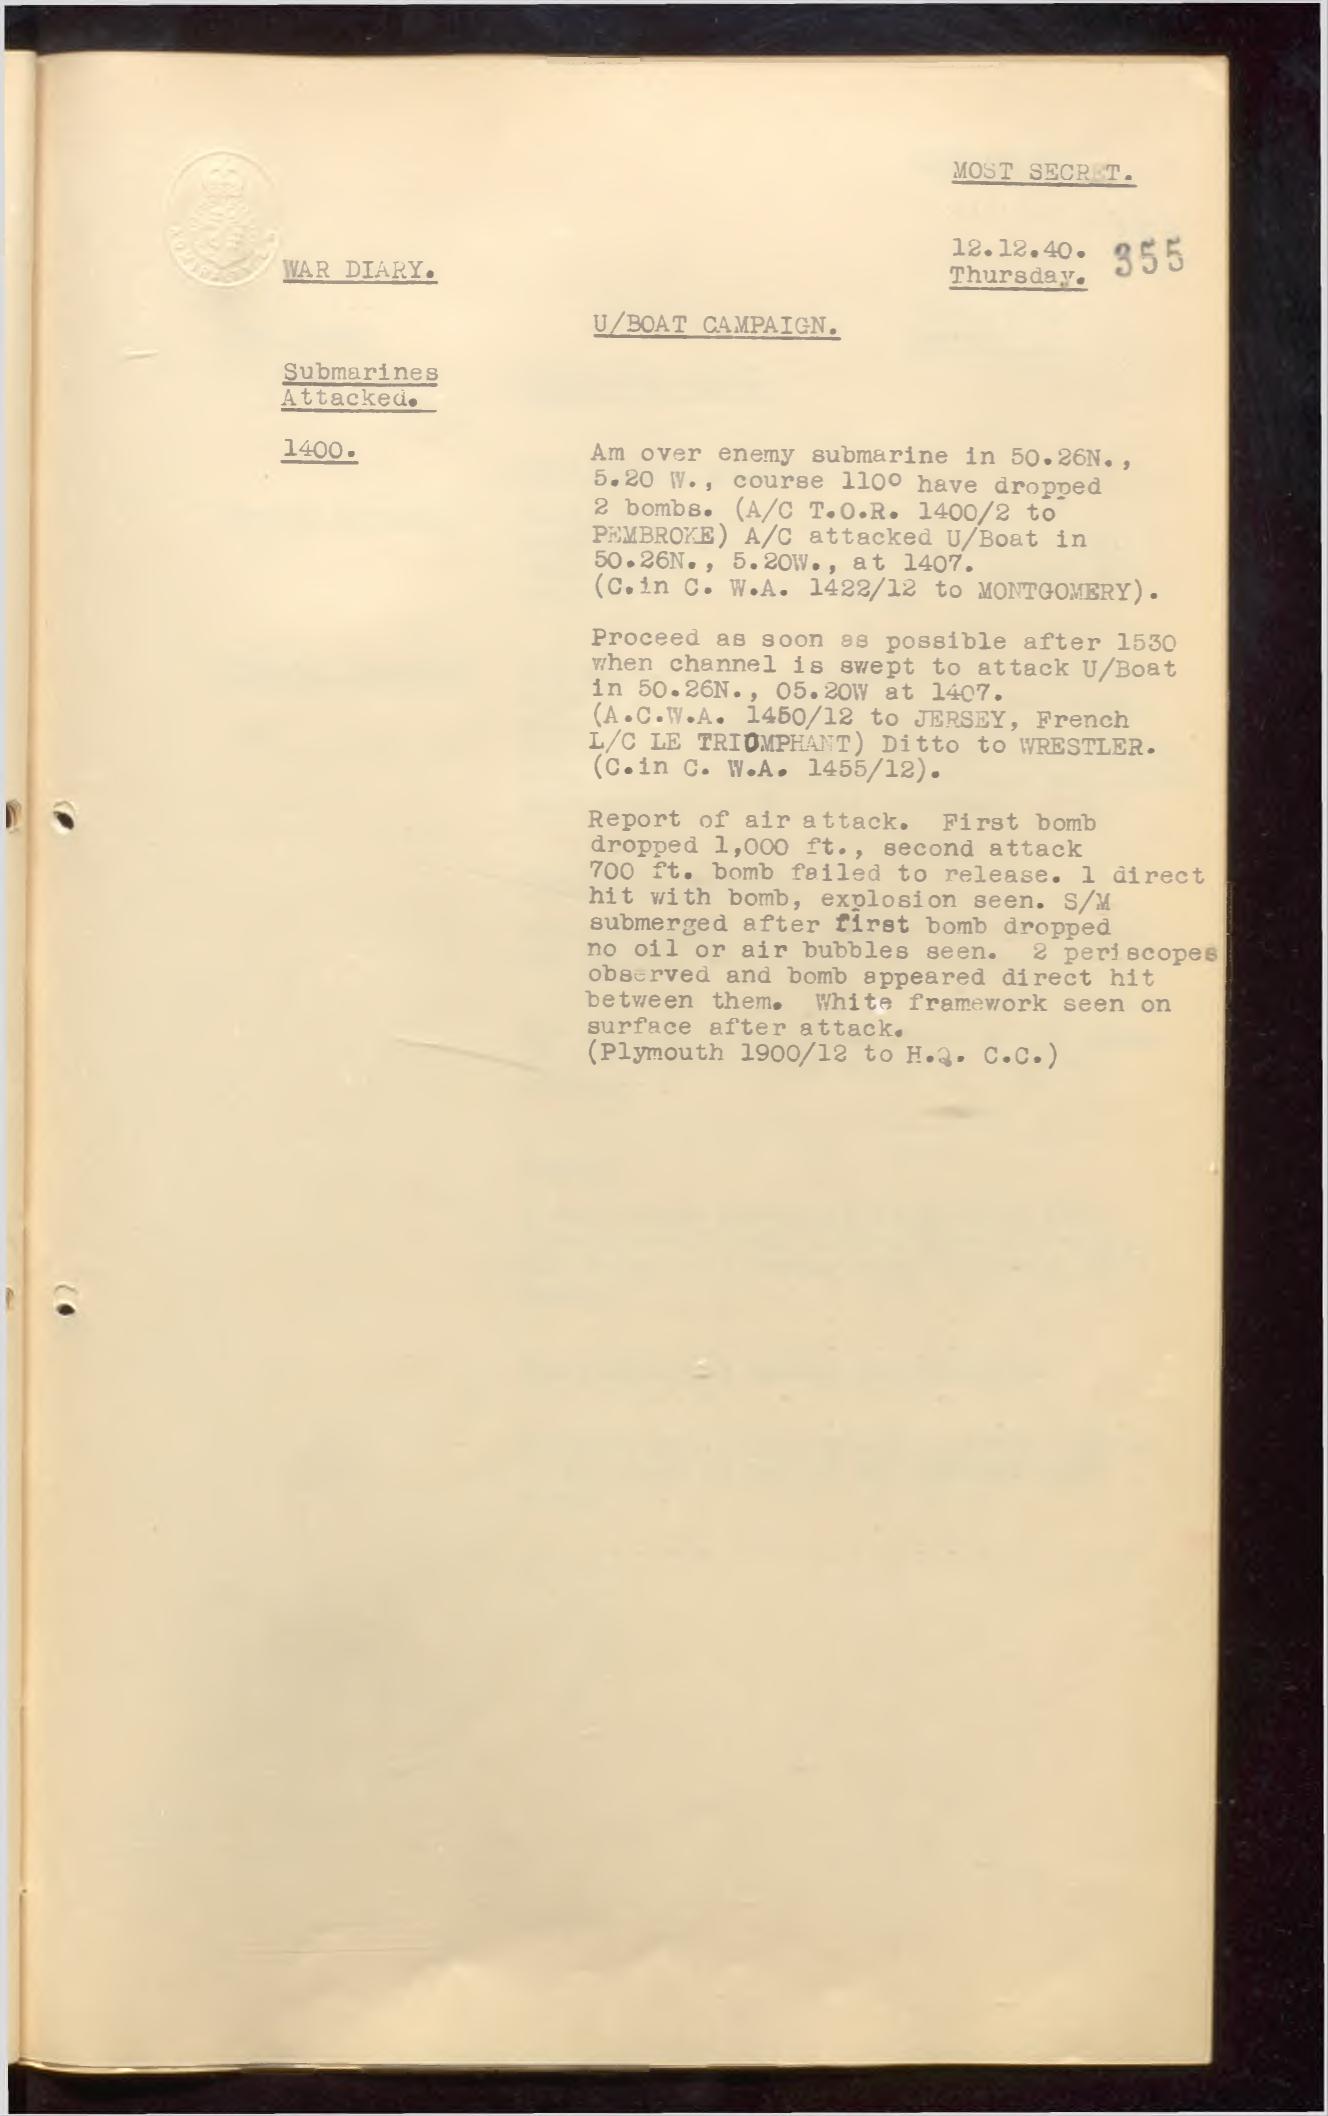 MOST SECRET.
12.12.40. 355
Thursday.
WAR DIARY.
U/BOAT CAMPAIGN.
Submarines
Attacked.
1400.
Am over enemy submarine in 50.26N.,
5.20 W., course 110° have dropped
2 bombs. (A/C T.O.R. 1400/2 to
PEMBROKE) A/C attacked U/Boat in
50.26N., 5.20W., at 1407.
(C.in C. W.A. 1422/12 to MONTGOMERY).
Proceed as soon as possible after 1530
when channel is swept to attack U/Boat
in 50.26N., 05.20W at 1407.
(A.C.W.A. 1450/12 to JERSEY, French
L/C LE TRIOMPHANT) Ditto to WRESTLER.
(C.in C. W.A. 1455/12).
Report of air attack. First bomb
dropped 1,000 ft., second attack
700 ft. bomb failed to release. 1 direct
hit with bomb, explosion seen. S/M
submerged after first bomb dropped
no oil or air bubbles seen. 2 periscopes
observed and bomb appeared direct hit
between them. White framework seen on
surface after attack.
(Plymouth 1900/12 to H.Q. C.C.)